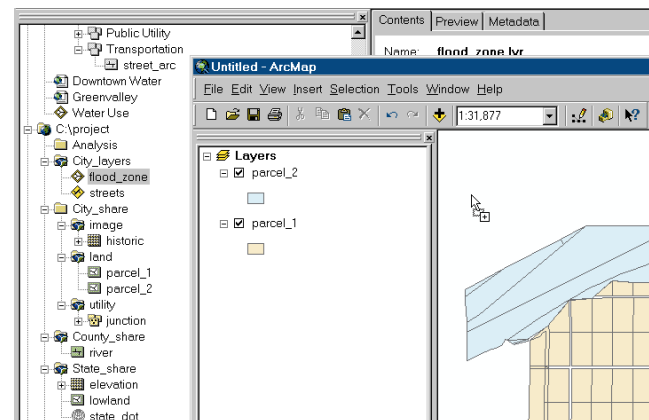 Public Utility
Transportation
street_arc
Downtown Water
Greenvalley
Water Use
C:\project
Analysis
City_layers
flood_zone
streets
City_share
image
historic
land
parcel_1
parcel_2
utility
junction
County_share
river
State_share
elevation
lowland
state_dot
Contents Preview Metadata
Name: flood_zone.lyr
Untitled - ArcMap
File Edit View Insert Selection Tools Window Help
1:31,877
Layers
parcel_2
parcel_1